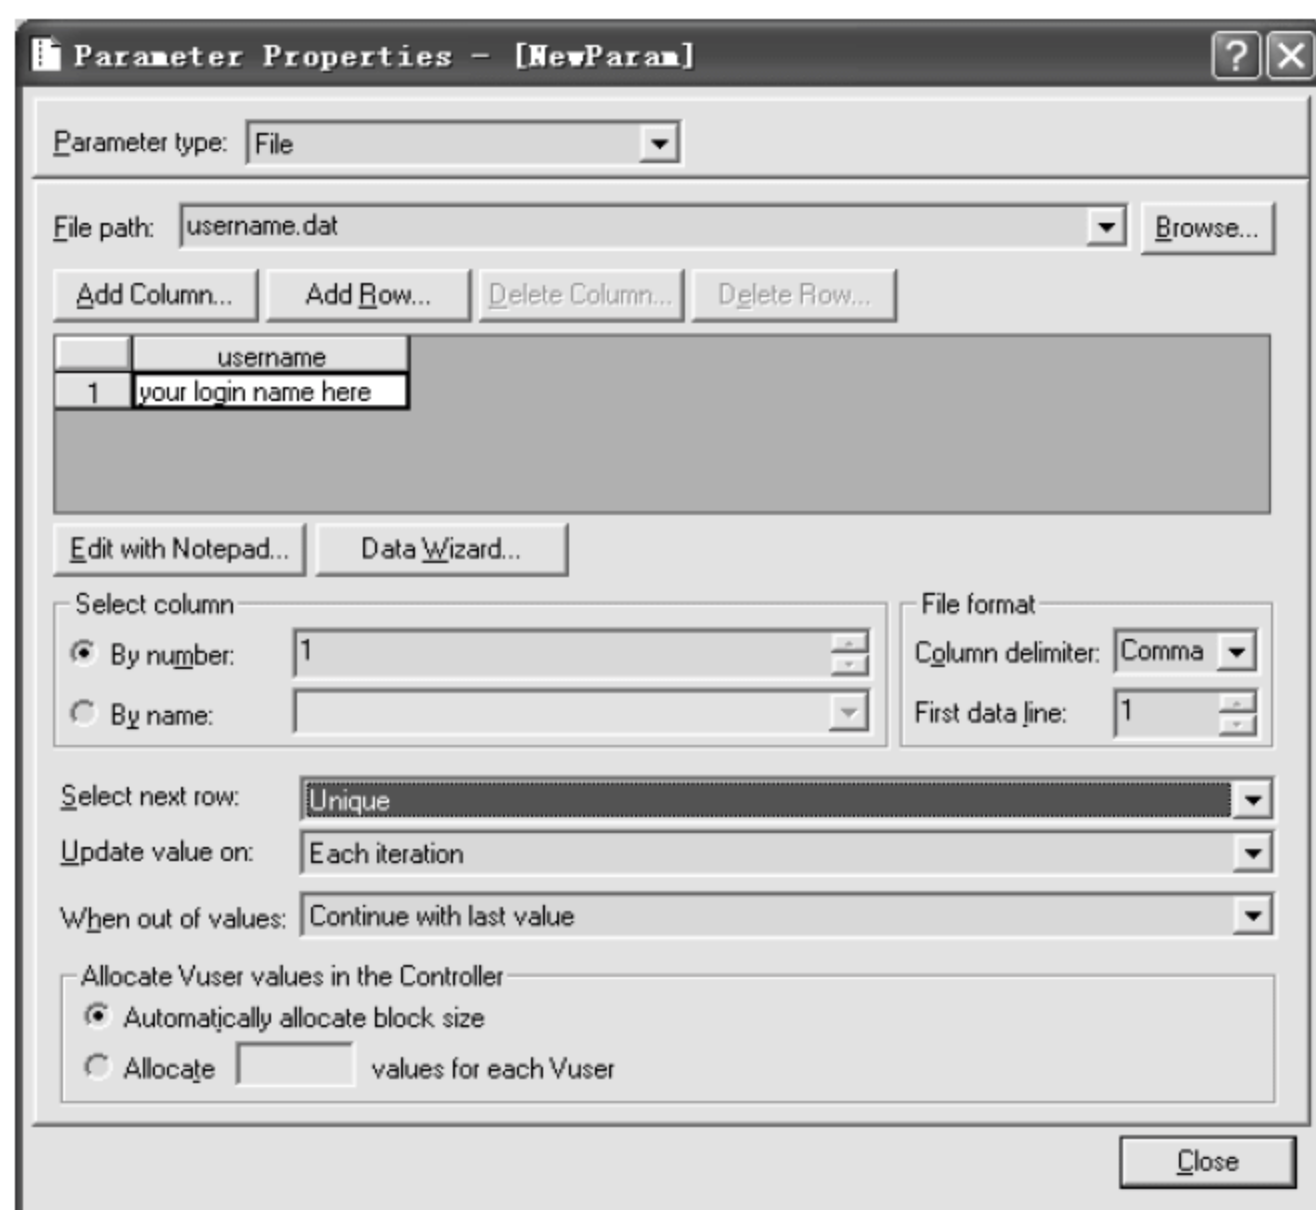 Parameter Properties - [NewParam]
Parameter type: File
File path: username.dat Browse...
Add Column... Add Row... Delete Column... Delete Row...
username
1 your login name here
Edit with Notepad... Data Wizard...
Select column File format
By number: 1 Column delimiter: Comma
By name: First data line: 1
Select next row: Unique
Update value on: Each iteration
When out of values: Continue with last value
Allocate Vuser values in the Controller
Automatically allocate block size
Allocate values for each Vuser
Close